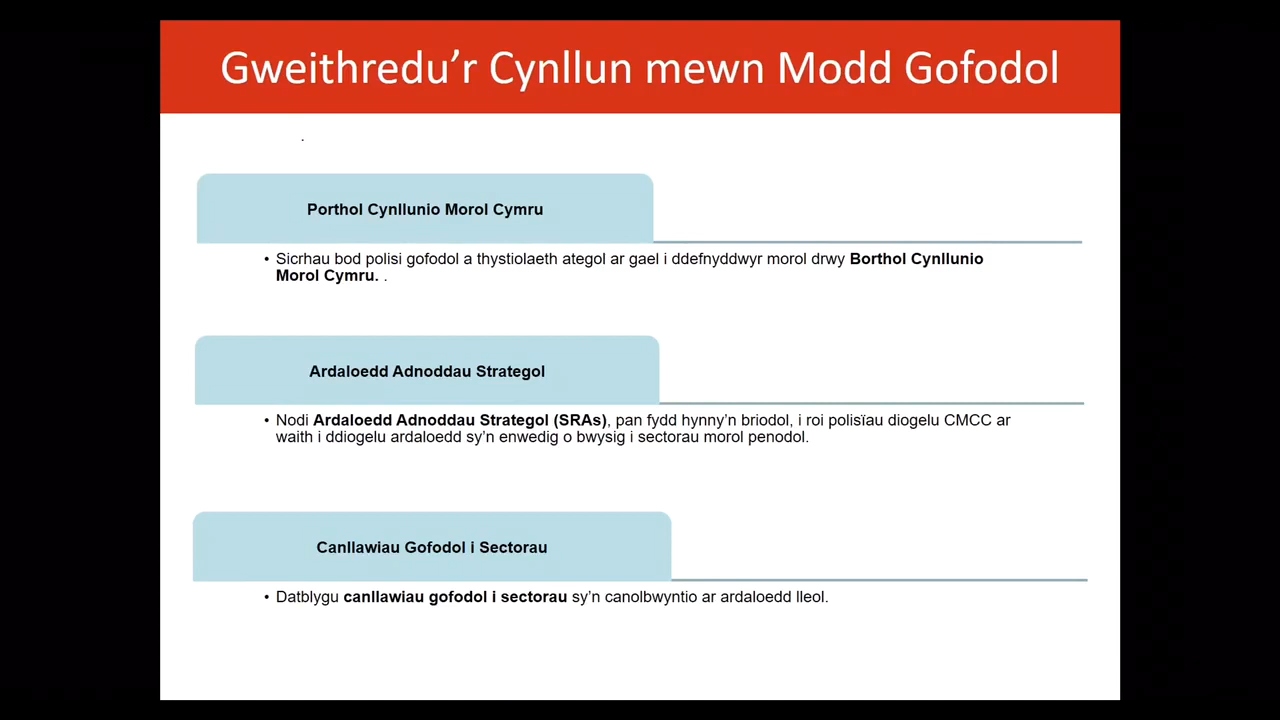 Gweithredu’r Cynllun mewn Modd Gofodol
.
Porthol Cynllunio Morol Cymru
• Sicrhau bod polisi gofodol a thystiolaeth ategol ar gael i ddefnyddwyr morol drwy Borthol Cynllunio
Morol Cymru. .
Ardaloedd Adnoddau Strategol
• Nodi Ardaloedd Adnoddau Strategol (SRAs), pan fydd hynny’n briodol, i roi polisïau diogelu CMCC ar
waith i ddiogelu ardaloedd sy’n enwedig o bwysig i sectorau morol penodol.
Canllawiau Gofodol i Sectorau
• Datblygu canllawiau gofodol i sectorau sy’n canolbwyntio ar ardaloedd lleol.